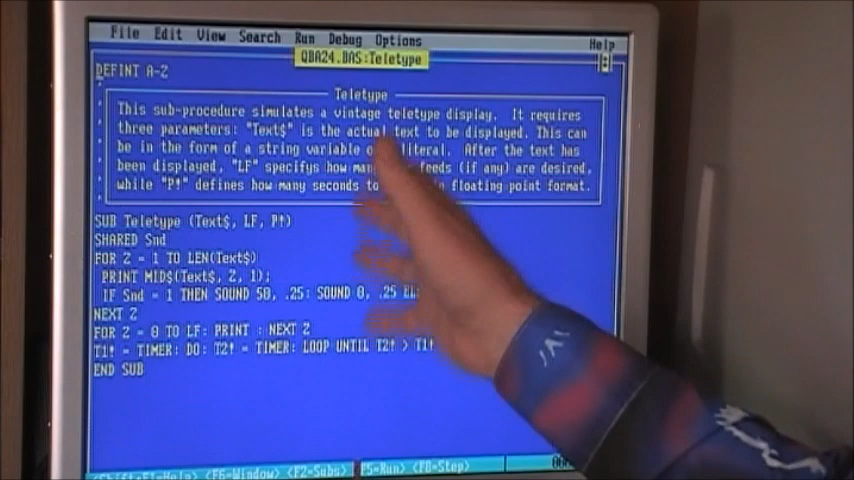 File Edit View Search Run Debug Options Help
QBA24.BAS:Teletype
DEFINT A-Z
Teletype
This sub-procedure simulates a vintage teletype display. It requires
three parameters: "Text$" is the actual text to be displayed. This can
be in the form of a string variable o literal. After the text has
been displayed, "LF" specifys how man feeds (if any) are desired,
while "P!" defines how many seconds to in floating point format.
SUB Teletype (Text$, LF, P!)
SHARED Snd
FOR Z = 1 TO LEN(Text$)
PRINT MID$(Text$, Z, 1);
IF Snd = 1 THEN SOUND 50, .25: SOUND 0, .25 EL
NEXT Z
FOR Z = 0 TO LF: PRINT : NEXT Z
T1! = TIMER: DO: T2! = TIMER: LOOP UNTIL T2! > T1!
END SUB
<Shift+F1=Help> <F6=Window> <F2=Subs> <F5=Run> <F8=Step>